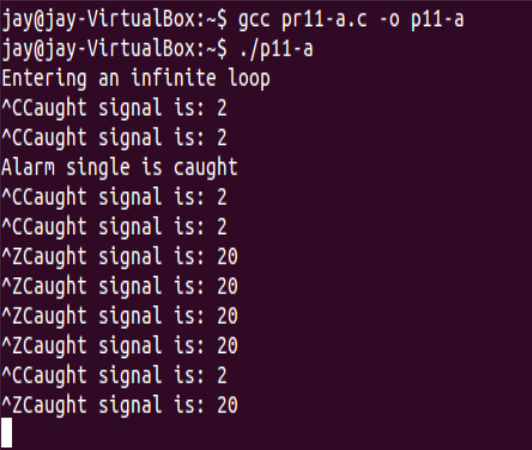 jay@jay-VirtualBox:~$ gcc pr11-a.c -o p11-a
jay@jay-VirtualBox:~$ ./p11-a
Entering an infinite loop
^CCaught signal is: 2
^CCaught signal is: 2
Alarm single is caught
^CCaught signal is: 2
^CCaught signal is: 2
^ZCaught signal is: 20
^ZCaught signal is: 20
^ZCaught signal is: 20
^ZCaught signal is: 20
^CCaught signal is: 2
^ZCaught signal is: 20